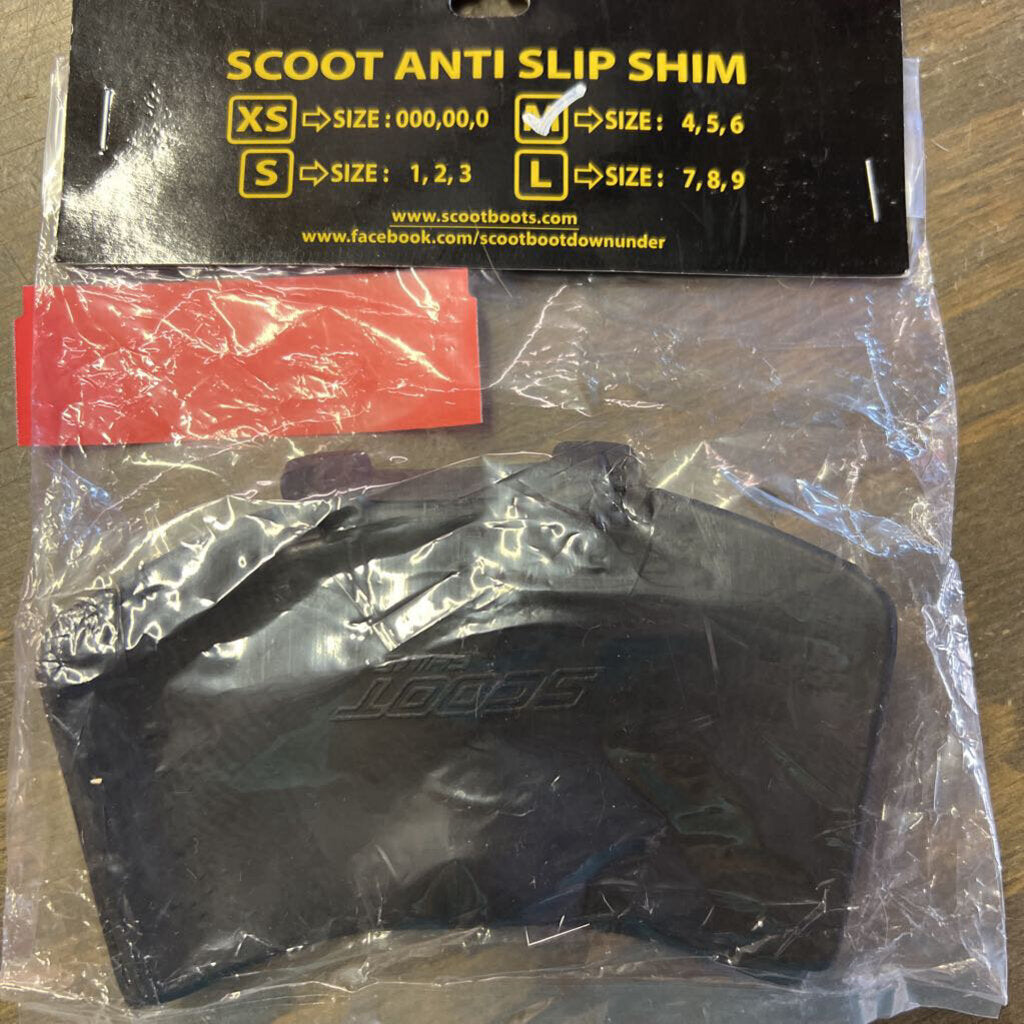 SCOOT ANTI SLIP SHIM
XS ⇨ SIZE : 000,00,0
M ⇨ SIZE : 4, 5, 6
S ⇨ SIZE : 1, 2, 3
L ⇨ SIZE : 7, 8, 9
www.scootboots.com
www.facebook.com/scootbootdownunder
SCOOT